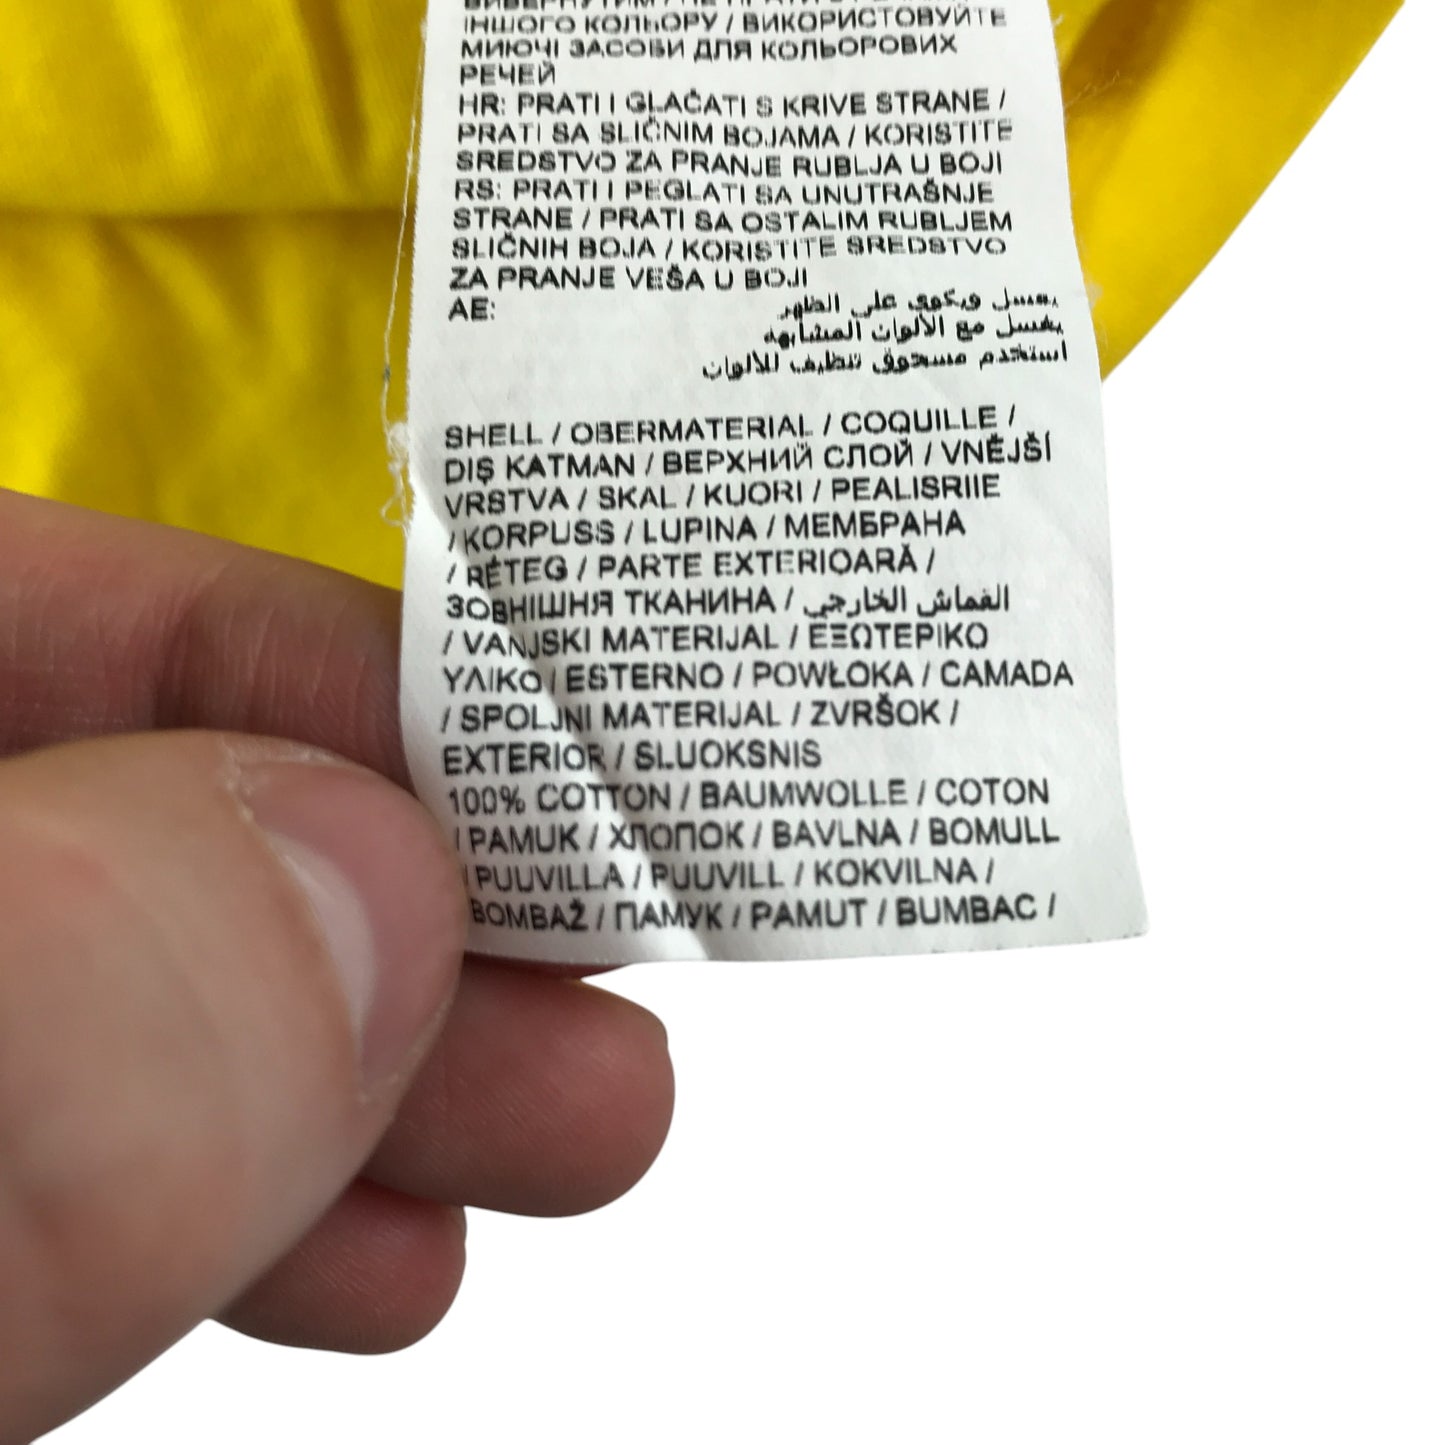 ІНШОГО КОЛЬОРУ / ВИКОРИСТОВУЙТЕ
МИЮЧІ ЗАСОБИ ДЛЯ КОЛЬОРОВИХ
РЕЧЕЙ
HR: PRATI I GLAČATI S KRIVE STRANE /
PRATI SA SLIČNIM BOJAMA / KORISTITE
SREDSTVO ZA PRANJE RUBLJA U BOJI
RS: PRATI I PEGLATI SA UNUTRAŠNJE
STRANE / PRATI SA OSTALIM RUBLJEM
SLIČNIH BOJA / KORISTITE SREDSTVO
ZA PRANJE VEŠA U BOJI
AE: يغسل ويكوى على الظهر
يغسل مع الألوان المشابهه
استخدم مسحوق تنظيف للألوان
SHELL / OBERMATERIAL / COQUILLE /
DIŞ KATMAN / ВЕРХНИЙ СЛОЙ / VNĚJŠÍ
VRSTVA / SKAL / KUORI / PEALISRIIE
/ KORPUSS / LUPINA / МЕМБРАНА
/ RÉTEG / PARTE EXTERIOARĂ /
ЗОВНІШНЯ ТКАНИНА / القماش الخارجي
/ VANJSKI MATERIJAL / ΕΞΩΤΕΡΙΚΟ
ΥΛΙΚΟ / ESTERNO / POWŁOKA / CAMADA
/ SPOLJNI MATERIJAL / ZVRŠOK /
EXTERIOR / SLUOKSNIS
100% COTTON / BAUMWOLLE / COTON
/ PAMUK / ХЛОПОК / BAVLNA / BOMULL
/ PUUVILLA / PUUVILL / KOKVILNA /
BOMBAŽ / ПАМУК / PAMUT / BUMBAC /